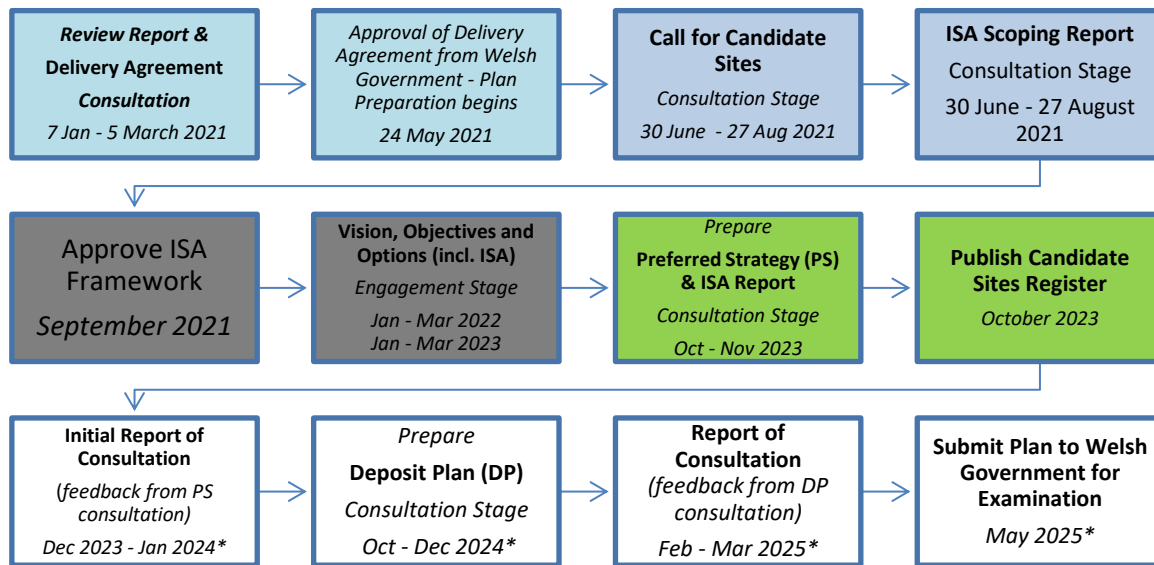 Review Report &
Delivery Agreement
Consultation
7 Jan - 5 March 2021
Approval of Delivery
Agreement from Welsh
Government - Plan
Preparation begins
24 May 2021
Call for Candidate
Sites
Consultation Stage
30 June - 27 Aug 2021
ISA Scoping Report
Consultation Stage
30 June - 27 August
2021
Approve ISA
Framework
September 2021
Vision, Objectives and
Options (incl. ISA)
Engagement Stage
Jan - Mar 2022
Jan - Mar 2023
Prepare
Preferred Strategy (PS)
& ISA Report
Consultation Stage
Oct - Nov 2023
Publish Candidate
Sites Register
October 2023
Initial Report of
Consultation
(feedback from PS
consultation)
Dec 2023 - Jan 2024*
Prepare
Deposit Plan (DP)
Consultation Stage
Oct - Dec 2024*
Report of
Consultation
(feedback from DP
consultation)
Feb - Mar 2025*
Submit Plan to Welsh
Government for
Examination
May 2025*